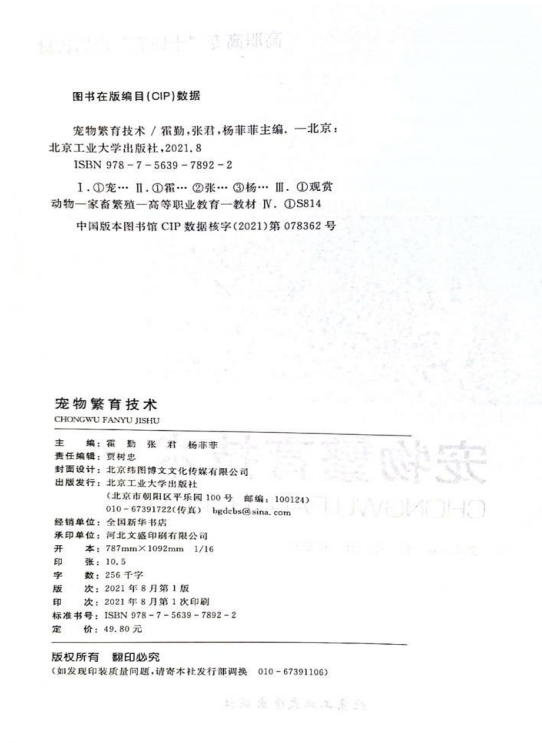 图书在版编目(CIP)数据
宠物繁育技术 / 霍勤,张君,杨菲菲主编. —北京:
北京工业大学出版社,2021.8
ISBN 978-7-5639-7892-2
Ⅰ.①宠… Ⅱ.①霍… ②张… ③杨… Ⅲ. ①观赏
动物—家畜繁殖—高等职业教育—教材 Ⅳ. ①S814
中国版本图书馆 CIP 数据核字(2021)第 078362 号
宠物繁育技术
CHONGWU FANYU JISHU
主 编:霍 勤 张 君 杨菲菲
责任编辑:贾树忠
封面设计:北京纬图博文文化传媒有限公司
出版发行:北京工业大学出版社
(北京市朝阳区平乐园 100 号 邮编:100124)
010-67391722(传真) bgdcbs@sina.com
经销单位:全国新华书店
承印单位:河北文盛印刷有限公司
开 本:787mm×1092mm 1/16
印 张:10.5
字 数:256 千字
版 次:2021 年 8 月第 1 版
印 次:2021 年 8 月第 1 次印刷
标准书号:ISBN 978-7-5639-7892-2
定 价:49.80 元
版权所有 翻印必究
(如发现印装质量问题,请寄本社发行部调换 010-67391106)